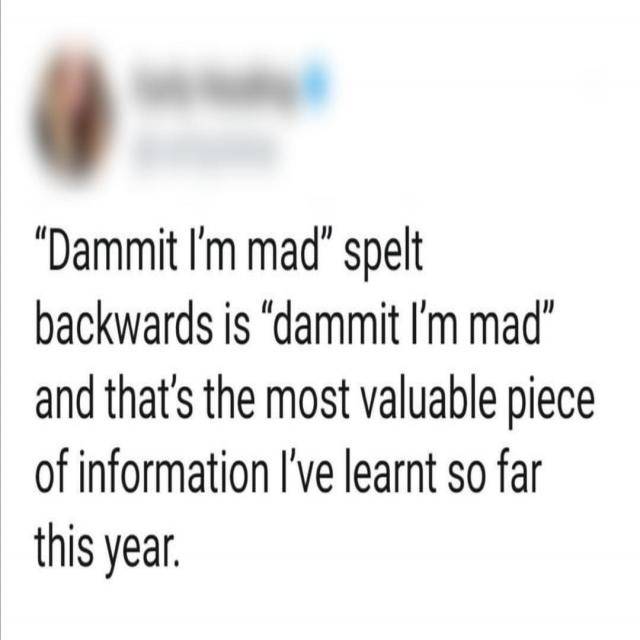 “Dammit I’m mad” spelt
backwards is “dammit I’m mad”
and that’s the most valuable piece
of information I’ve learnt so far
this year.